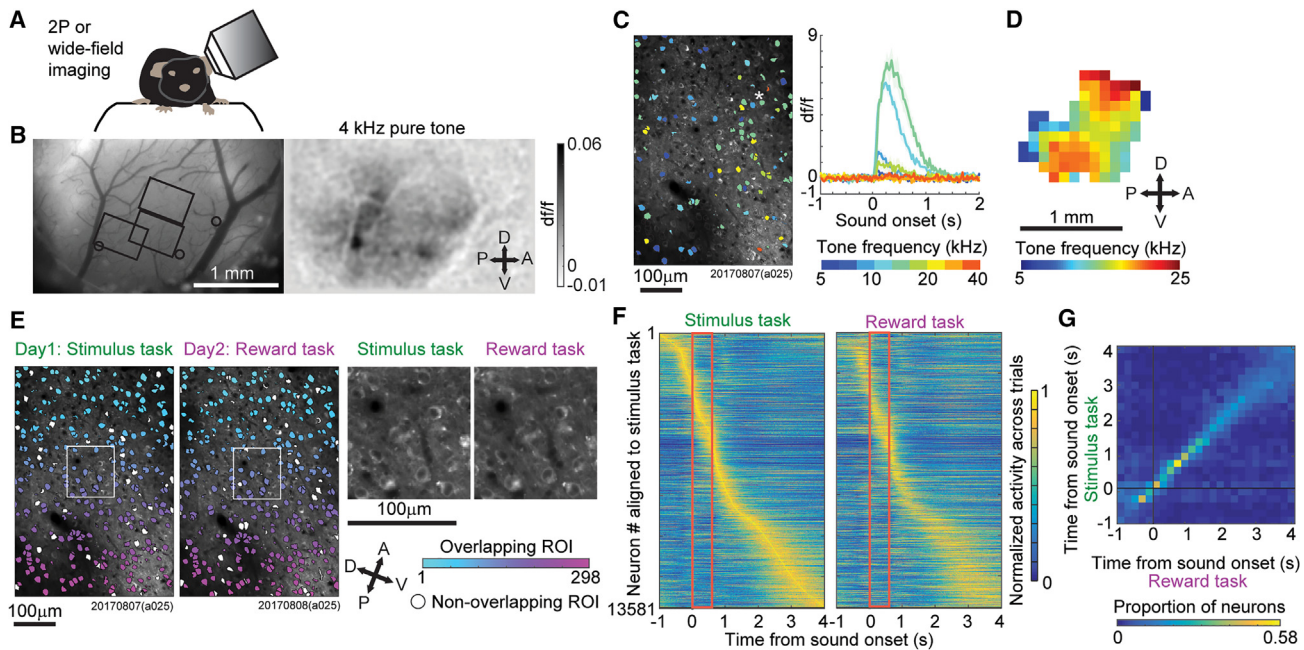 A
2P or
wide-field
imaging
B
4 kHz pure tone
1 mm
D
P
A
V
0.06
df/f
0
-0.01
C
*
100μm
20170807(a025)
9
df/f
0
-1
-1
0
1
2
Sound onset (s)
Tone frequency (kHz)
5
10
20
40
D
D
P
A
V
1 mm
Tone frequency (kHz)
5
25
E
Day1: Stimulus task
Day2: Reward task
Stimulus task
Reward task
100μm
A
D
V
P
Overlapping ROI
1
298
Non-overlapping ROI
20170807(a025)
20170808(a025)
100μm
F
Stimulus task
Reward task
Neuron # aligned to stimulus task
1
13581
-1 0 1 2 3 4
-1 0 1 2 3 4
Time from sound onset (s)
Normalized activity across trials
1
0
G
Time from sound onset (s)
Stimulus task
4
3
2
1
0
-1
-1 0 1 2 3 4
Time from sound onset (s)
Reward task
Proportion of neurons
0
0.58